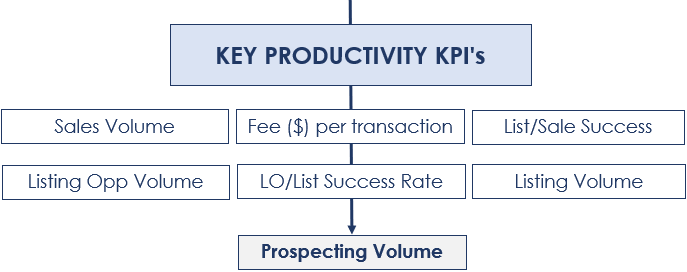 KEY PRODUCTIVITY KPI's
Sales Volume
Fee ($) per transaction
List/Sale Success
Listing Opp Volume
LO/List Success Rate
Listing Volume
Prospecting Volume